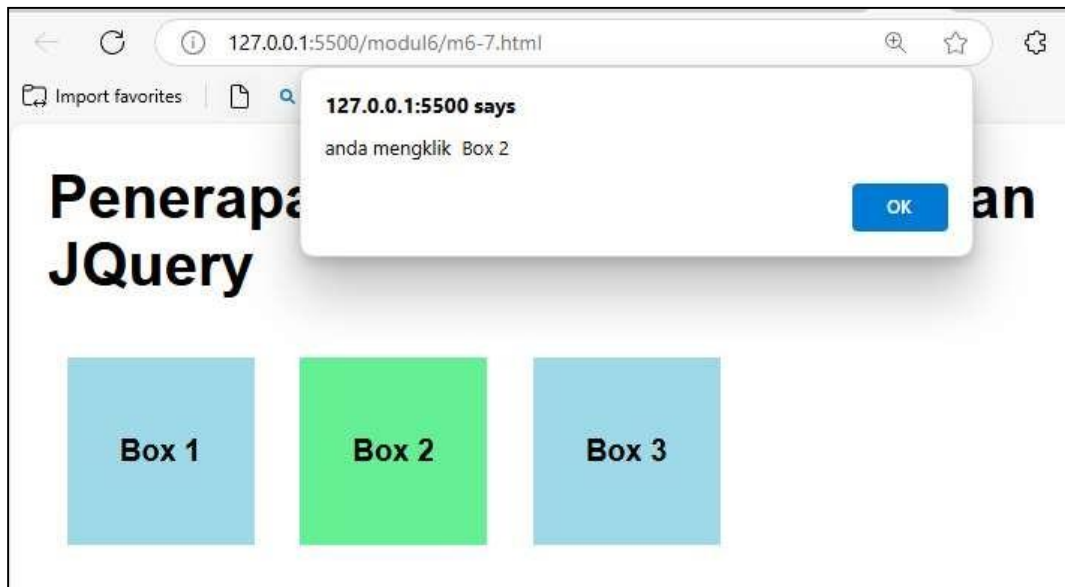 127.0.0.1:5500/modul6/m6-7.html
Import favorites
127.0.0.1:5500 says
anda mengklik  Box 2
OK
an
JQuery
Box 1
Box 2
Box 3